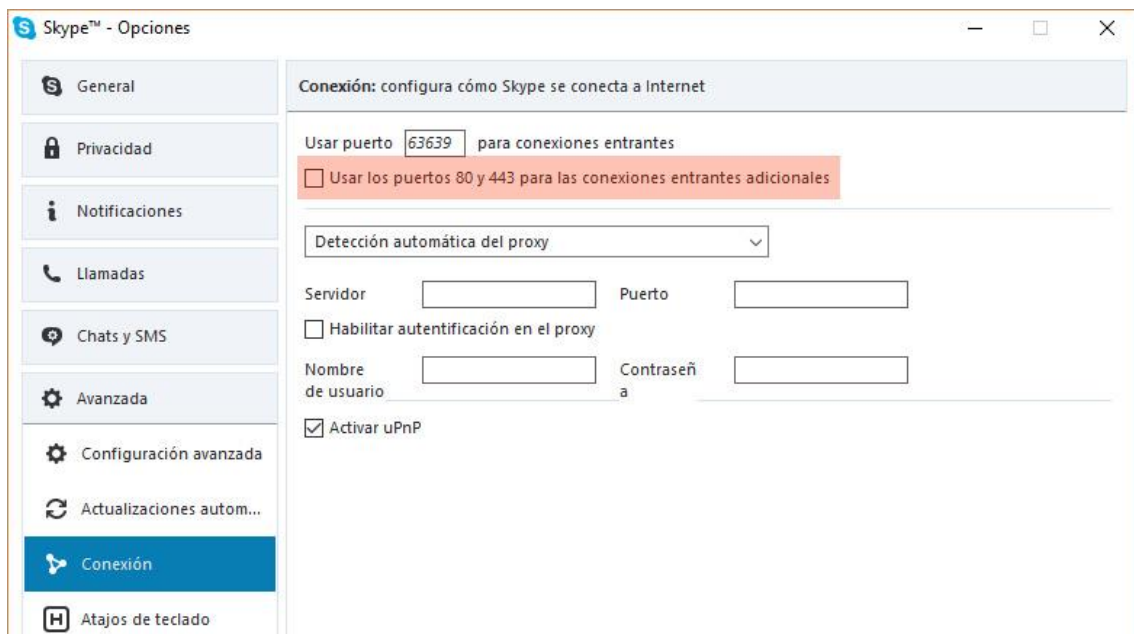 Skype™ - Opciones
General
Privacidad
Notificaciones
Llamadas
Chats y SMS
Avanzada
Configuración avanzada
Actualizaciones autom...
Conexión
Atajos de teclado
Conexión: configura cómo Skype se conecta a Internet
Usar puerto 63639 para conexiones entrantes
Usar los puertos 80 y 443 para las conexiones entrantes adicionales
Detección automática del proxy
Servidor Puerto
Habilitar autentificación en el proxy
Nombre Contraseñ
de usuario a
Activar uPnP